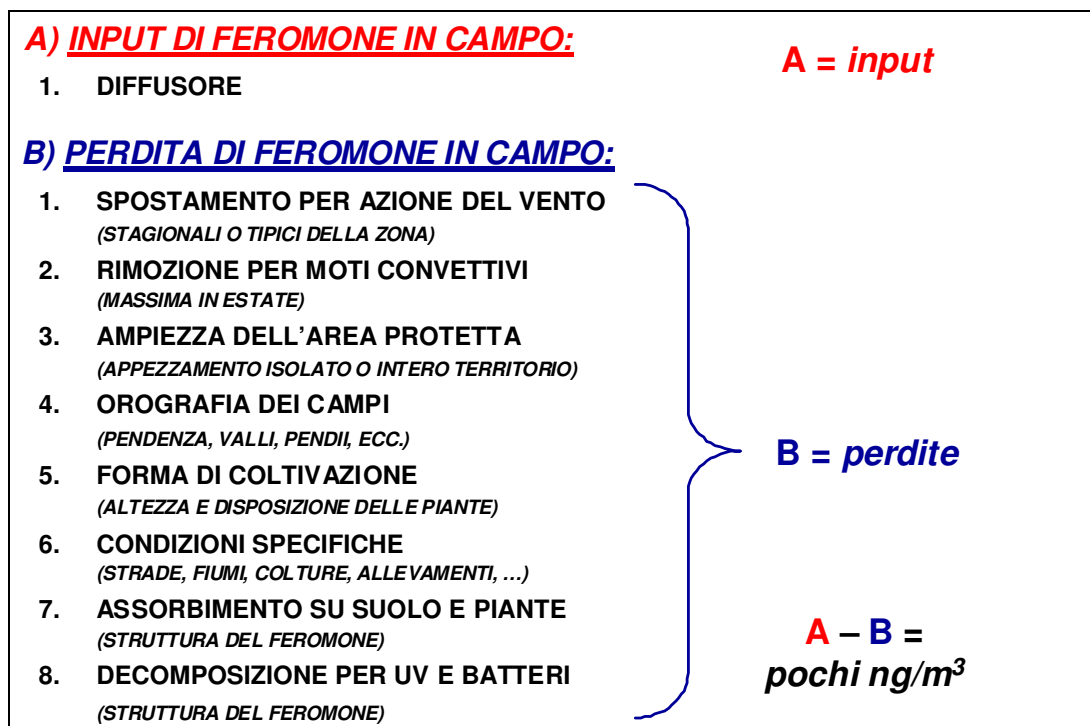 A) INPUT DI FEROMONE IN CAMPO:
A = input
1. DIFFUSORE
B) PERDITA DI FEROMONE IN CAMPO:
1. SPOSTAMENTO PER AZIONE DEL VENTO
(STAGIONALI O TIPICI DELLA ZONA)
2. RIMOZIONE PER MOTI CONVETTIVI
(MASSIMA IN ESTATE)
3. AMPIEZZA DELL'AREA PROTETTA
(APPEZZAMENTO ISOLATO O INTERO TERRITORIO)
4. OROGRAFIA DEI CAMPI
(PENDENZA, VALLI, PENDII, ECC.)
5. FORMA DI COLTIVAZIONE
(ALTEZZA E DISPOSIZIONE DELLE PIANTE)
6. CONDIZIONI SPECIFICHE
(STRADE, FIUMI, COLTURE, ALLEVAMENTI, ...)
7. ASSORBIMENTO SU SUOLO E PIANTE
(STRUTTURA DEL FEROMONE)
8. DECOMPOSIZIONE PER UV E BATTERI
(STRUTTURA DEL FEROMONE)
B = perdite
A – B =
pochi ng/m³